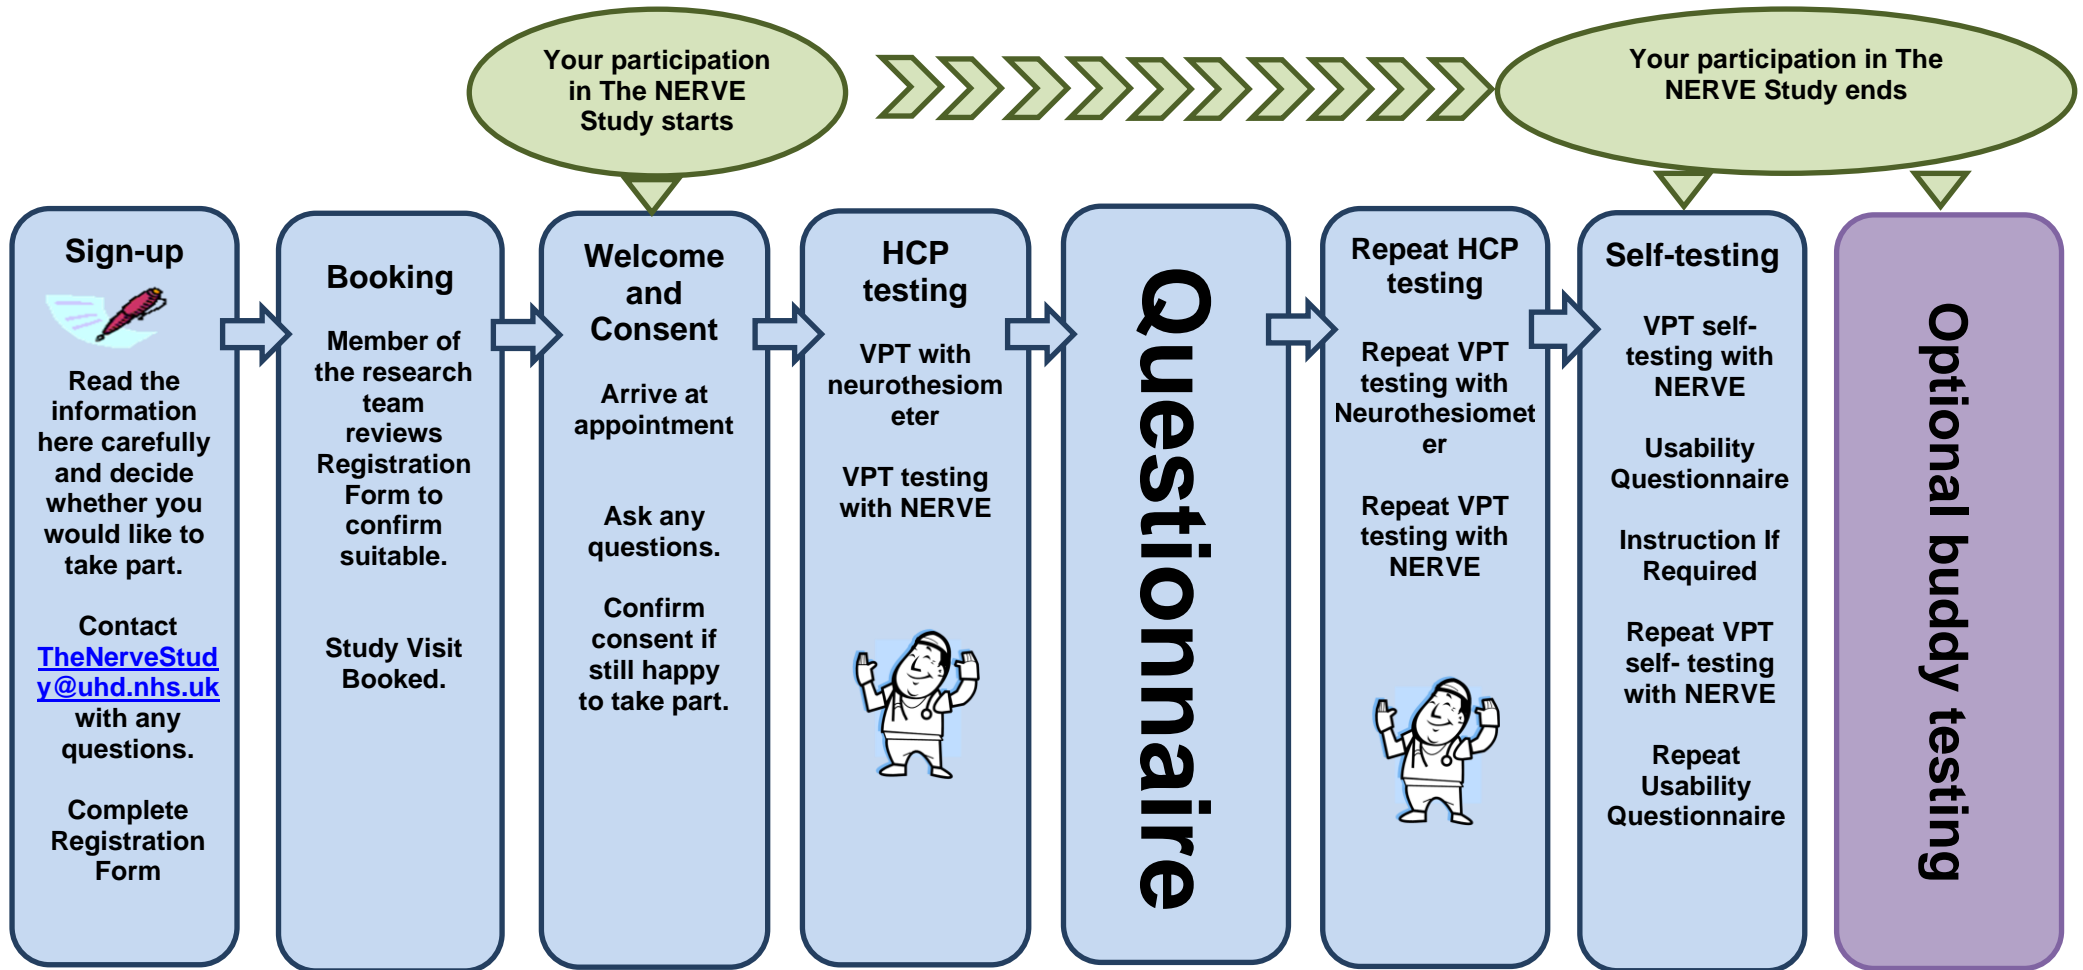 Your participation
in The NERVE
Study starts
Your participation in The
NERVE Study ends
Sign-up
Read the
information
here carefully
and decide
whether you
would like to
take part.
Contact
TheNerveStud
y@uhd.nhs.uk
with any
questions.
Complete
Registration
Form
Booking
Member of
the research
team
reviews
Registration
Form to
confirm
suitable.
Study Visit
Booked.
Welcome
and
Consent
Arrive at
appointment
Ask any
questions.
Confirm
consent if
still happy
to take part.
HCP
testing
VPT with
neurothesiom
eter
VPT testing
with NERVE
Questionnaire
Repeat HCP
testing
Repeat VPT
testing with
Neurothesiomet
er
Repeat VPT
testing with
NERVE
Self-testing
VPT self-
testing with
NERVE
Usability
Questionnaire
Instruction If
Required
Repeat VPT
self- testing
with NERVE
Repeat
Usability
Questionnaire
Optional buddy testing